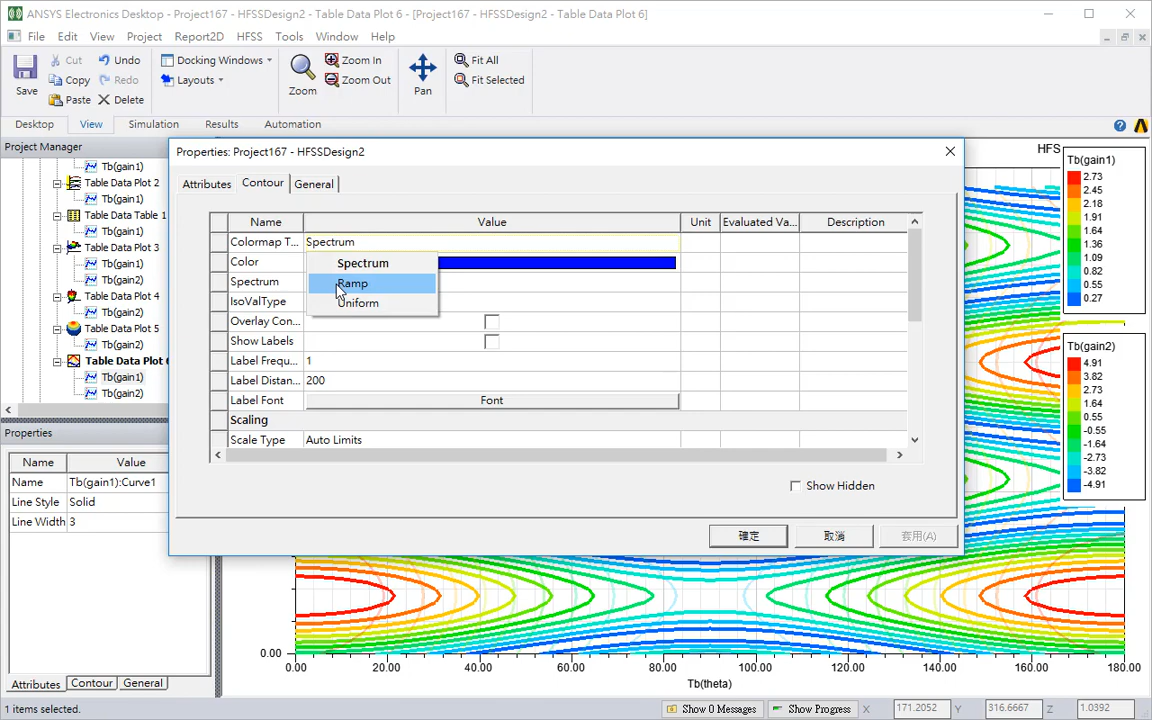 ANSYS Electronics Desktop - Project167 - HFSSDesign2 - Table Data Plot 6 - [Project167 - HFSSDesign2 - Table Data Plot 6]
File Edit View Project Report2D HFSS Tools Window Help
Save
Cut
Copy
Paste
Undo
Redo
Delete
Docking Windows
Layouts
Zoom
Zoom In
Zoom Out
Pan
Fit All
Fit Selected
Desktop View Simulation Results Automation
Project Manager
Tb(gain1)
Table Data Plot 2
Tb(gain1)
Table Data Table 1
Tb(gain1)
Table Data Plot 3
Tb(gain1)
Tb(gain2)
Table Data Plot 4
Tb(gain2)
Table Data Plot 5
Tb(gain2)
Table Data Plot
Tb(gain1)
Tb(gain2)
Properties
Name Value
Name Tb(gain1):Curve1
Line Style Solid
Line Width 3
Attributes Contour General
Properties: Project167 - HFSSDesign2
Attributes Contour General
Name Value Unit Evaluated Va... Description
Colormap T... Spectrum
Color
Spectrum
IsoValType
Overlay Con...
Show Labels
Label Frequ... 1
Label Distan... 200
Label Font Font
Scaling
Scale Type Auto Limits
Spectrum
Ramp
Uniform
Show Hidden
確定 取消 套用(A)
HFS
Tb(gain1)
2.73
2.45
2.18
1.91
1.64
1.36
1.09
0.82
0.55
0.27
Tb(gain2)
4.91
3.82
2.73
1.64
0.55
-0.55
-1.64
-2.73
-3.82
-4.91
0.00
0.00 20.00 40.00 60.00 80.00 100.00 120.00 140.00 160.00 180.00
Tb(theta)
1 items selected.
Show 0 Messages Show Progress X 171.2052 Y 316.6667 Z 1.0392